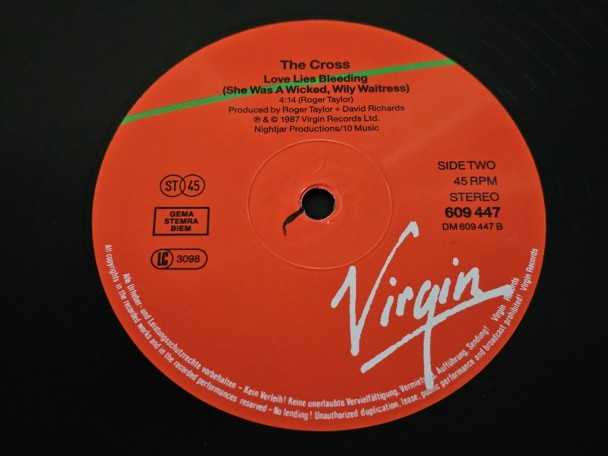 The Cross
Love Lies Bleeding
(She Was A Wicked, Wily Waitress)
4:14 (Roger Taylor)
Produced by Roger Taylor + David Richards
℗ & © 1987 Virgin Records Ltd.
Nightjar Productions/10 Music
ST 45
GEMA
STEMRA
BIEM
LC 3098
SIDE TWO
45 RPM
STEREO
609 447
DM 609 447 B
Virgin
Alle Urheber- und Leistungsschutzrechte vorbehalten – Kein Verleih! Keine unerlaubte Vervielfältigung, Vermiet Aufführung, Sendung! Virgin Records
All copyrights in the recorded works and in the recorded performances reserved – No lending! Unauthorized duplication, lease, public performance and broadcast prohibited! Virgin Records